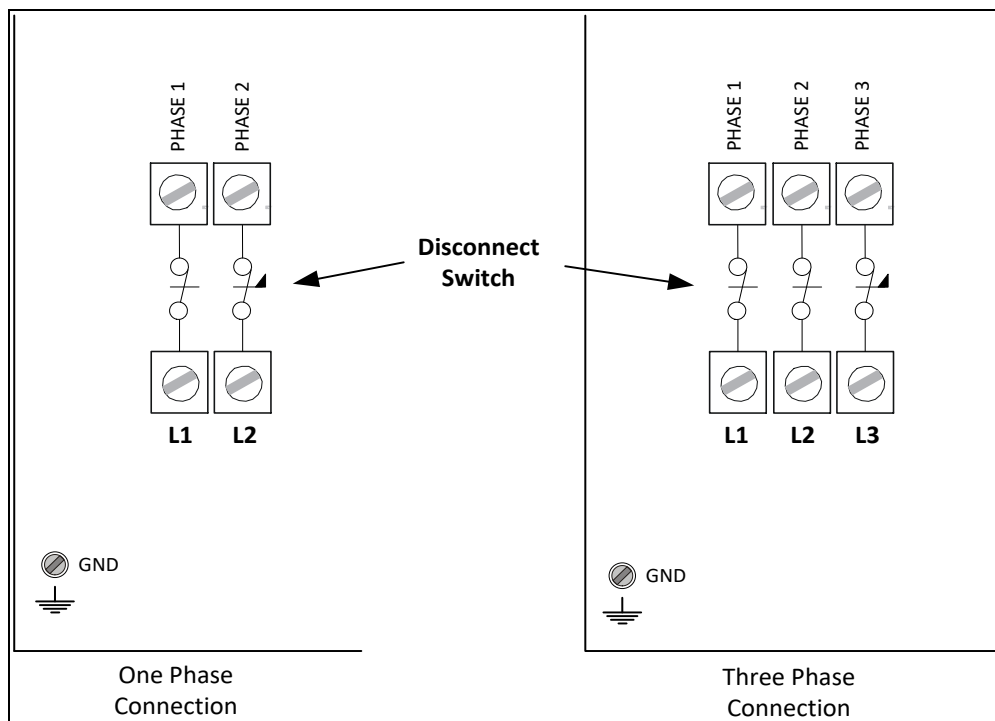 PHASE 1
PHASE 2
PHASE 1
PHASE 2
PHASE 3
Disconnect
Switch
L1
L2
L1
L2
L3
GND
GND
One Phase
Connection
Three Phase
Connection